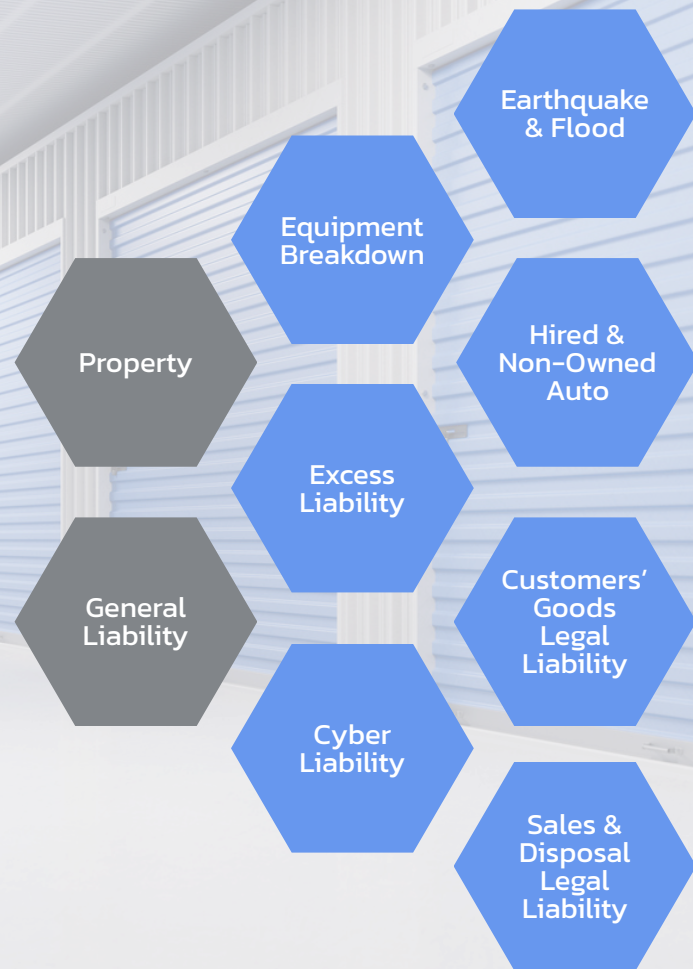 Earthquake
& Flood
Equipment
Breakdown
Property
Hired &
Non-Owned
Auto
Excess
Liability
General
Liability
Customers'
Goods
Legal
Liability
Cyber
Liability
Sales &
Disposal
Legal
Liability